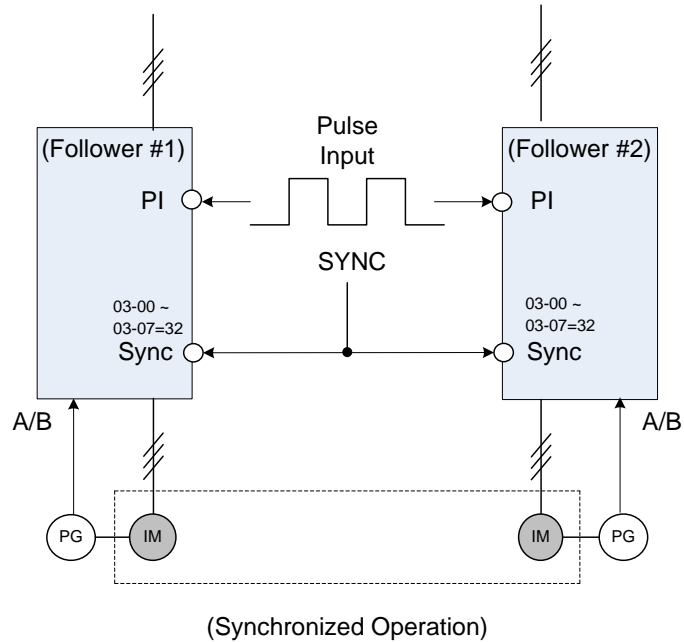 (Follower #1)
Pulse
Input
(Follower #2)
PI
PI
SYNC
03-00 ~
03-07=32
Sync
03-00 ~
03-07=32
Sync
A/B
A/B
PG
IM
IM
PG
(Synchronized Operation)